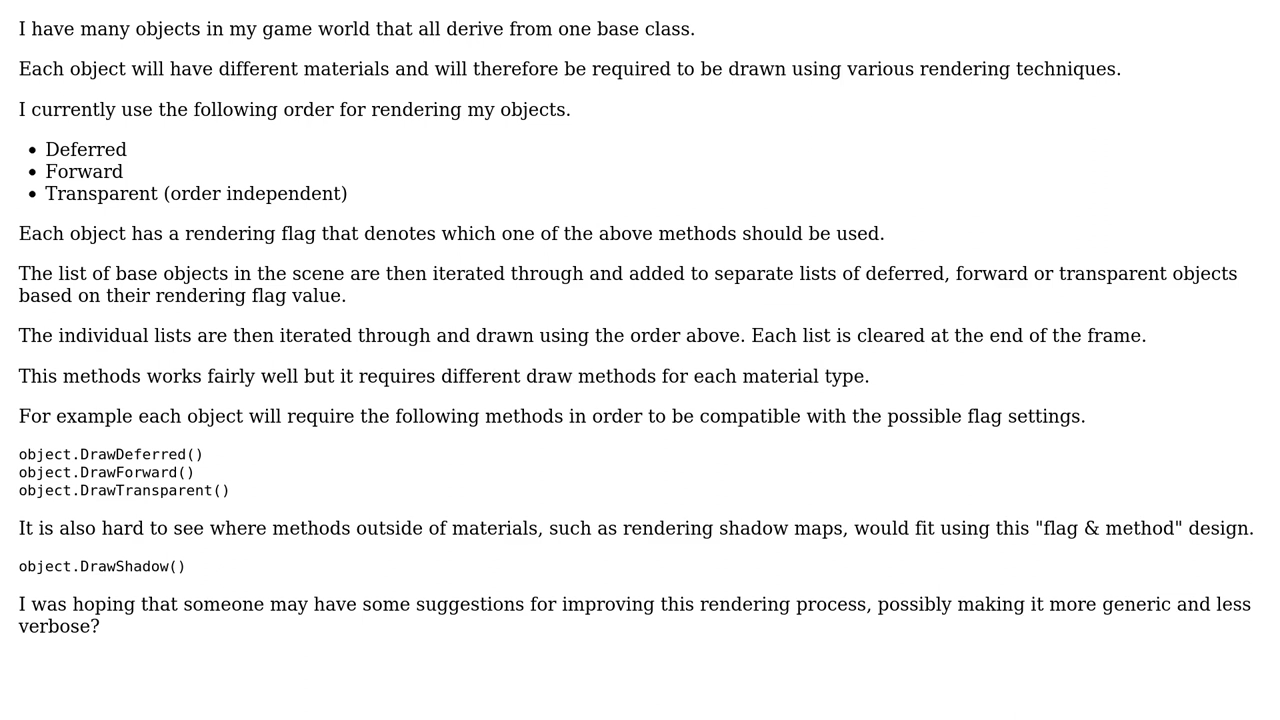 I have many objects in my game world that all derive from one base class.
Each object will have different materials and will therefore be required to be drawn using various rendering techniques.
I currently use the following order for rendering my objects.
• Deferred
• Forward
• Transparent (order independent)
Each object has a rendering flag that denotes which one of the above methods should be used.
The list of base objects in the scene are then iterated through and added to separate lists of deferred, forward or transparent objects
based on their rendering flag value.
The individual lists are then iterated through and drawn using the order above. Each list is cleared at the end of the frame.
This methods works fairly well but it requires different draw methods for each material type.
For example each object will require the following methods in order to be compatible with the possible flag settings.
object.DrawDeferred()
object.DrawForward()
object.DrawTransparent()
It is also hard to see where methods outside of materials, such as rendering shadow maps, would fit using this "flag & method" design.
object.DrawShadow()
I was hoping that someone may have some suggestions for improving this rendering process, possibly making it more generic and less
verbose?